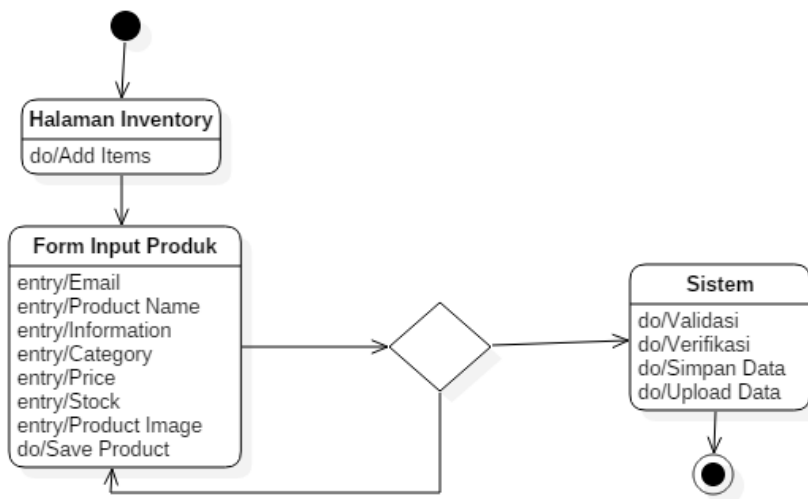 Halaman Inventory
do/Add Items
Form Input Produk
entry/Email
entry/Product Name
entry/Information
entry/Category
entry/Price
entry/Stock
entry/Product Image
do/Save Product
Sistem
do/Validasi
do/Verifikasi
do/Simpan Data
do/Upload Data